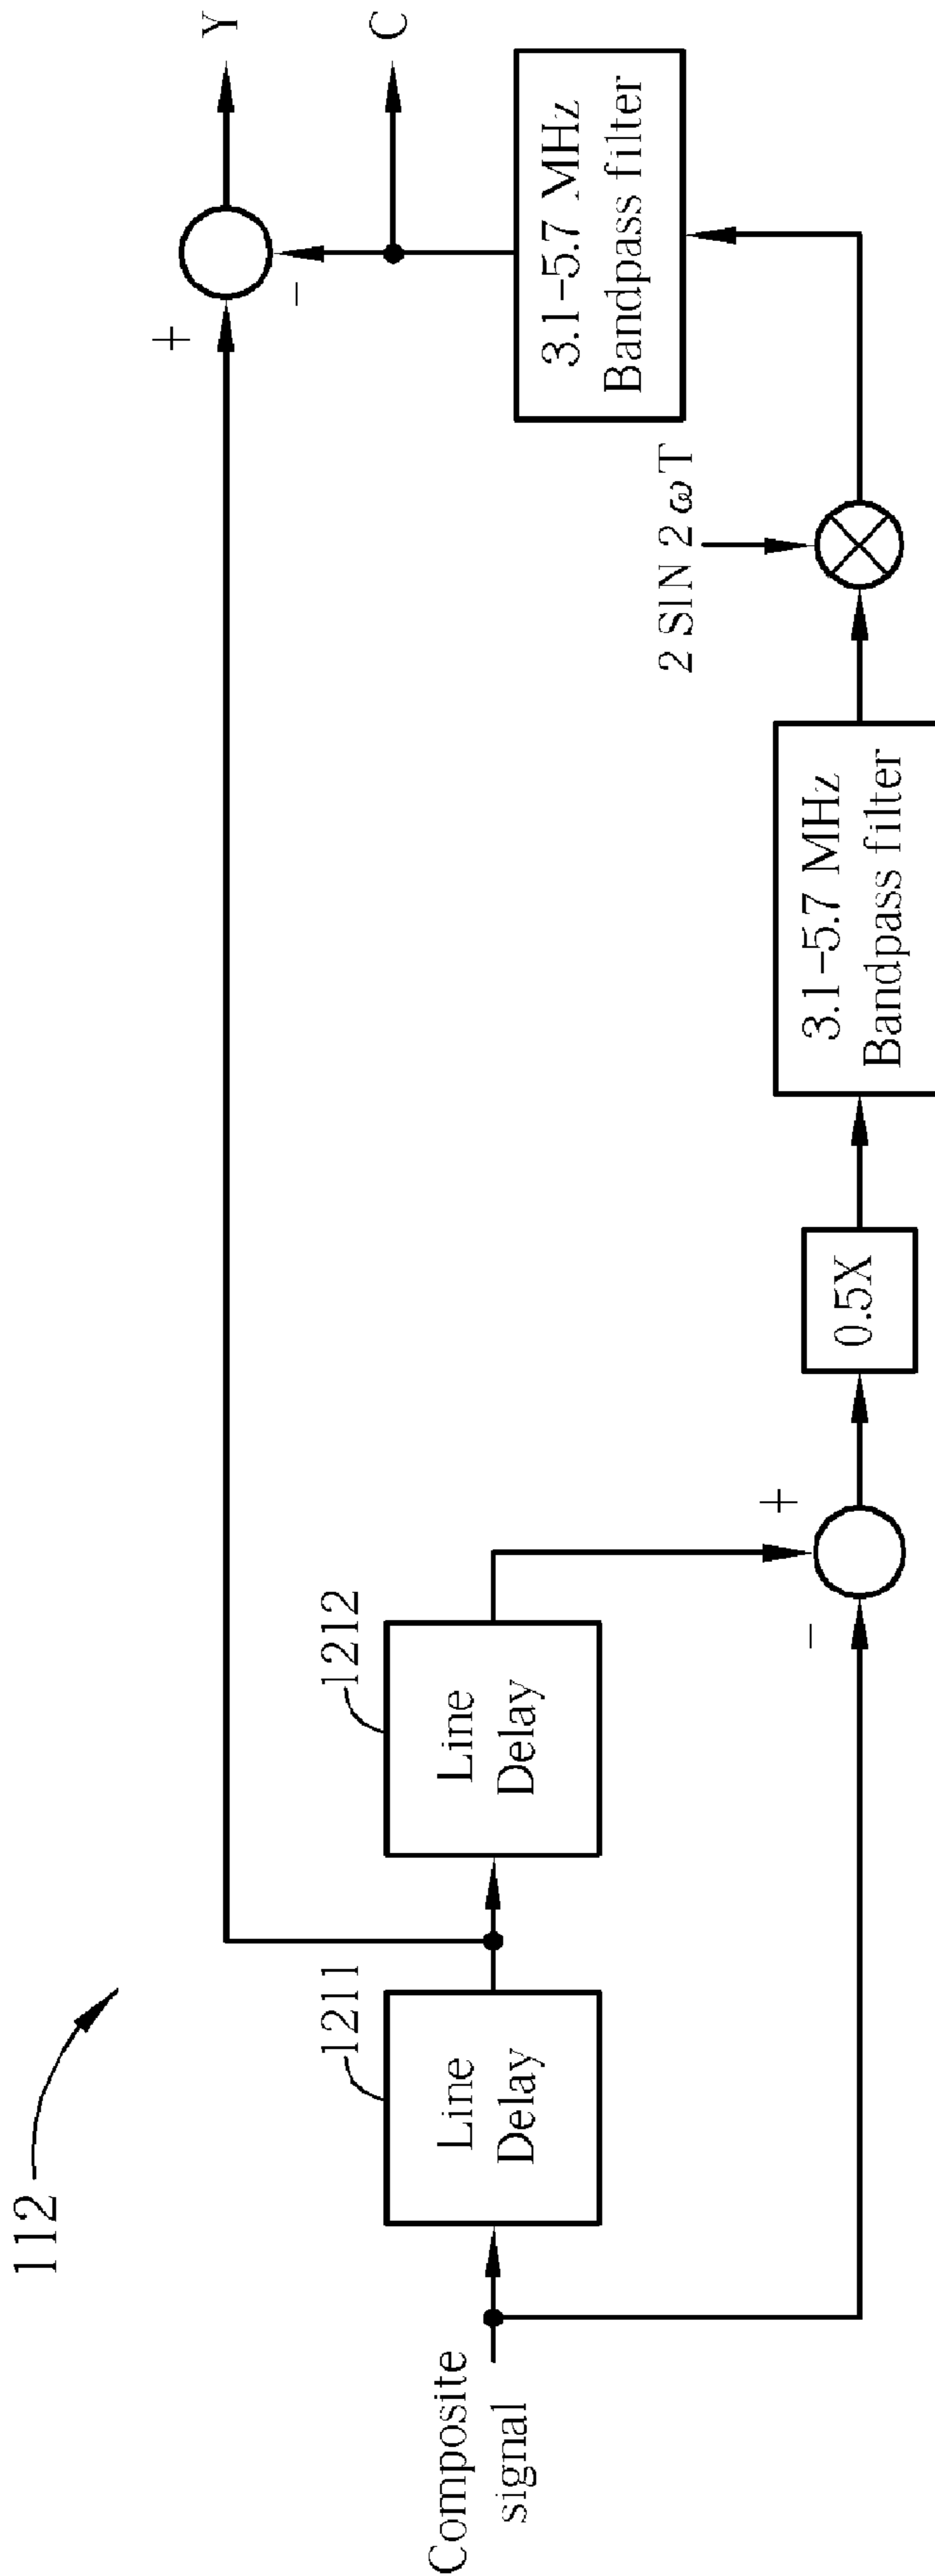 112
Composite
signal
1211
Line
Delay
1212
Line
Delay
+
-
0.5X
3.1-5.7 MHz
Bandpass filter
2 SIN 2 ω T
3.1-5.7 MHz
Bandpass filter
+
-
Y
C